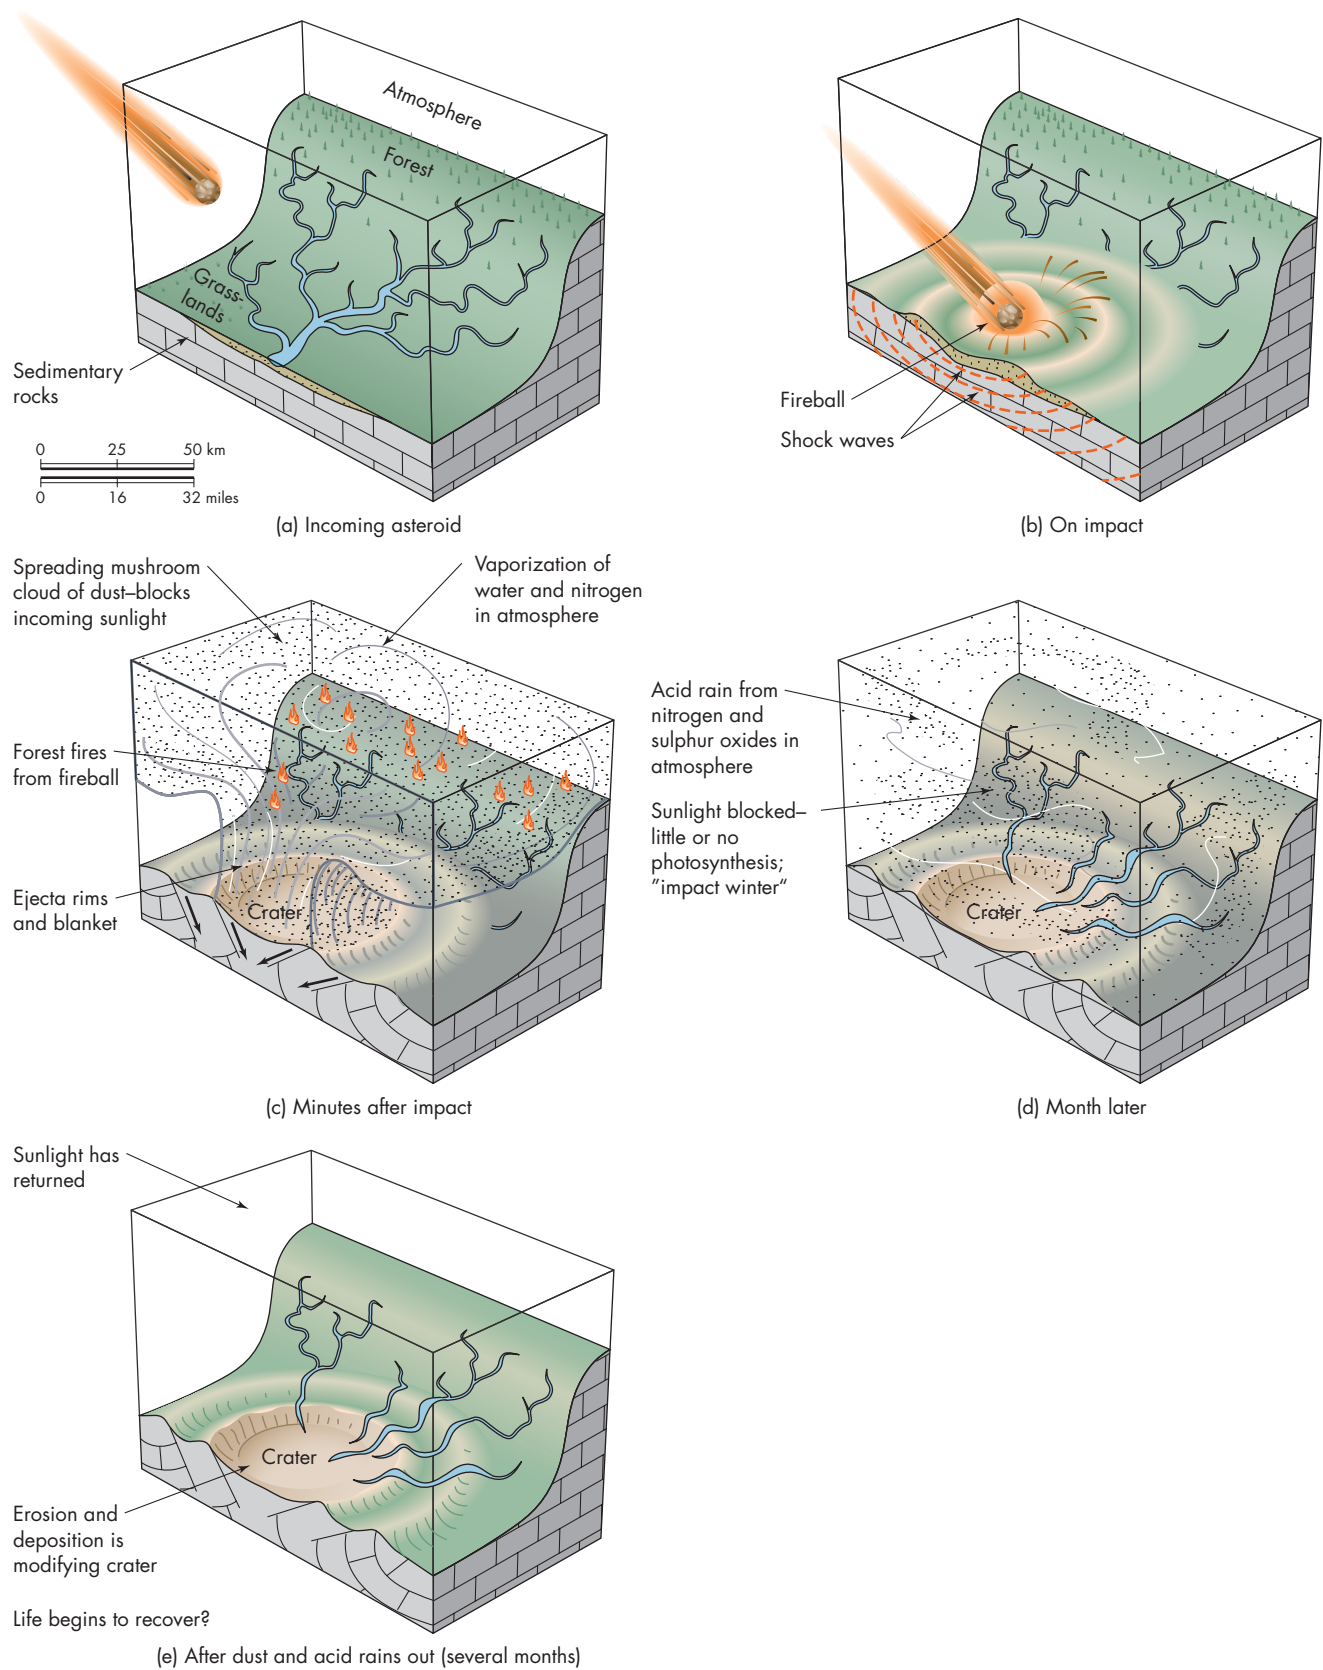 Atmosphere
Forest
Grass-
lands
Sedimentary
rocks
0 25 50 km
0 16 32 miles
(a) Incoming asteroid
Fireball
Shock waves
(b) On impact
Spreading mushroom
cloud of dust–blocks
incoming sunlight
Vaporization of
water and nitrogen
in atmosphere
Forest fires
from fireball
Ejecta rims
and blanket
Crater
(c) Minutes after impact
Acid rain from
nitrogen and
sulphur oxides in
atmosphere
Sunlight blocked–
little or no
photosynthesis;
“impact winter“
Crater
(d) Month later
Sunlight has
returned
Crater
Erosion and
deposition is
modifying crater
Life begins to recover?
(e) After dust and acid rains out (several months)